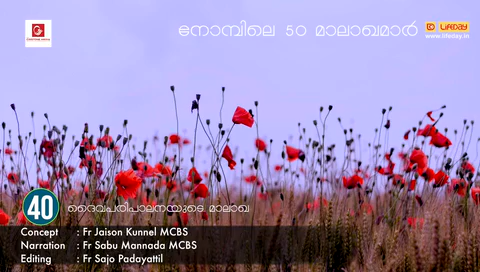 നോമ്പിലെ 50 മാലാഖമാർ
LIFEDAY
www.lifeday.in
40
ദൈവപരിപാലനയുടെ മാലാഖ
Concept : Fr Jaison Kunnel MCBS
Narration : Fr Sabu Mannada MCBS
Editing : Fr Sajo Padayattil